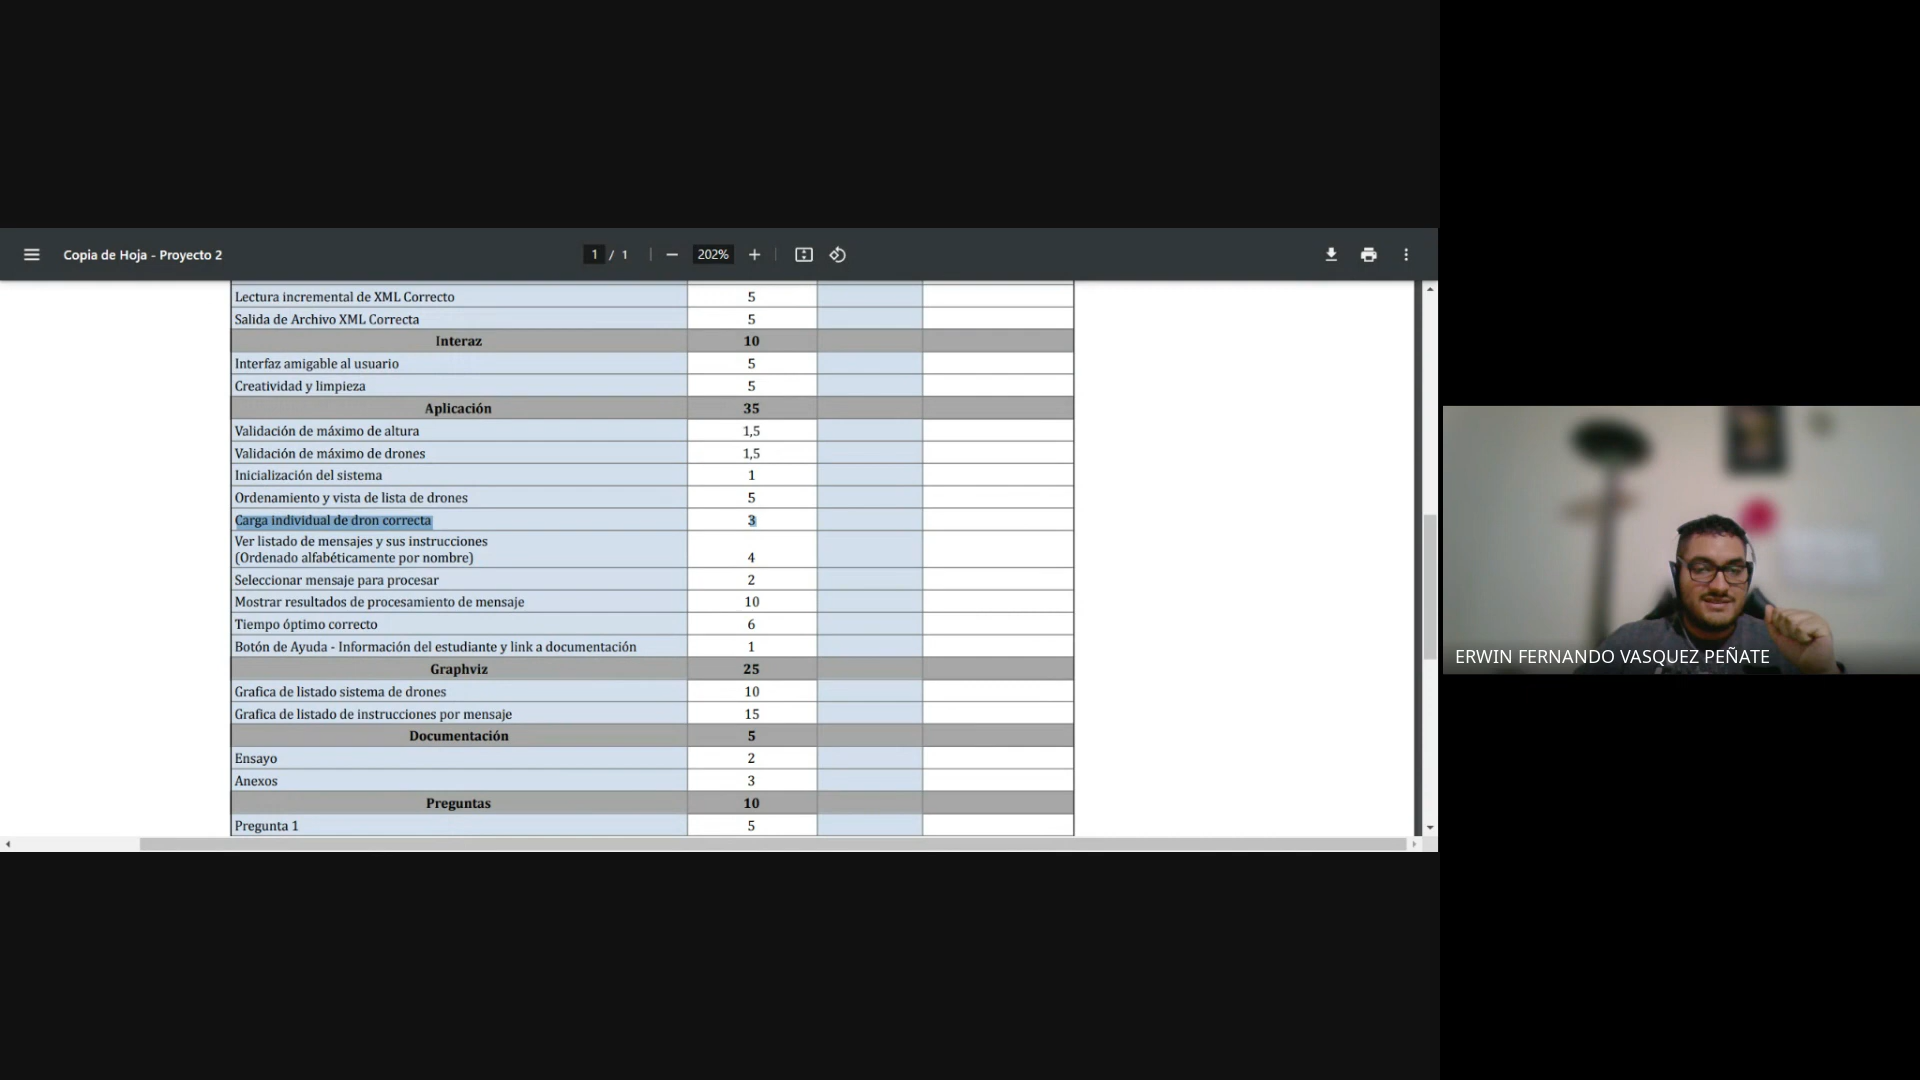 Copia de Hoja - Proyecto 2
1 / 1
202%
Lectura incremental de XML Correcto 5
Salida de Archivo XML Correcta 5
Interaz 10
Interfaz amigable al usuario 5
Creatividad y limpieza 5
Aplicación 35
Validación de máximo de altura 1,5
Validación de máximo de drones 1,5
Inicialización del sistema 1
Ordenamiento y vista de lista de drones 5
Carga individual de dron correcta 3
Ver listado de mensajes y sus instrucciones
(Ordenado alfabéticamente por nombre) 4
Seleccionar mensaje para procesar 2
Mostrar resultados de procesamiento de mensaje 10
Tiempo óptimo correcto 6
Botón de Ayuda - Información del estudiante y link a documentación 1
Graphviz 25
Grafica de listado sistema de drones 10
Grafica de listado de instrucciones por mensaje 15
Documentación 5
Ensayo 2
Anexos 3
Preguntas 10
Pregunta 1 5
ERWIN FERNANDO VASQUEZ PEÑATE